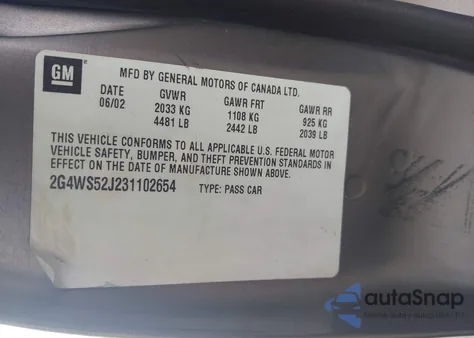 GM
MFD BY GENERAL MOTORS OF CANADA LTD.
DATE GVWR GAWR FRT GAWR RR
06/02 2033 KG 1108 KG 925 KG
4481 LB 2442 LB 2039 LB
THIS VEHICLE CONFORMS TO ALL APPLICABLE U.S. FEDERAL MOTOR
VEHICLE SAFETY, BUMPER, AND THEFT PREVENTION STANDARDS IN
EFFECT ON THE DATE OF MANUFACTURE SHOWN ABOVE.
2G4WS52J231102654 TYPE: PASS CAR
autoSnap